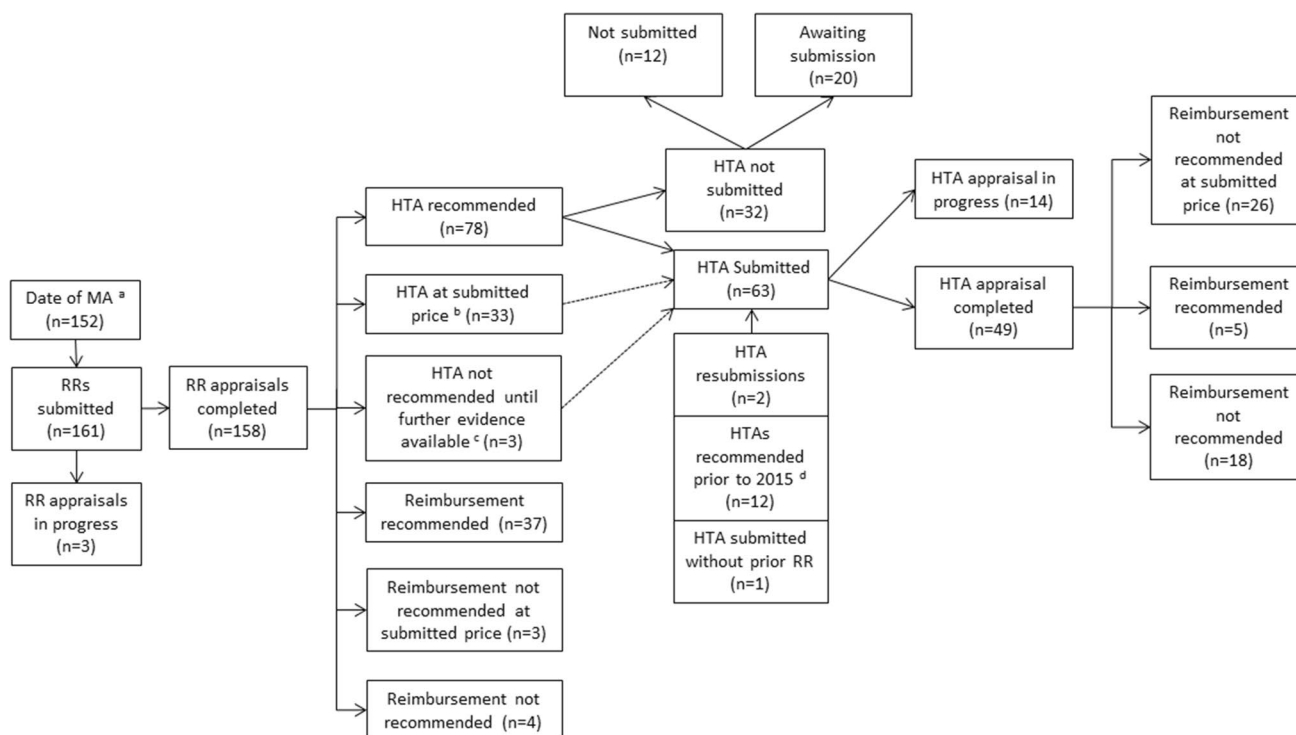 Date of MA ᵃ
(n=152)
RRs
submitted
(n=161)
RR appraisals
in progress
(n=3)
RR appraisals
completed
(n=158)
HTA recommended
(n=78)
HTA at submitted
price ᵇ (n=33)
HTA not
recommended until
further evidence
available ᶜ (n=3)
Reimbursement
recommended (n=37)
Reimbursement not
recommended at
submitted price (n=3)
Reimbursement not
recommended (n=4)
Not submitted
(n=12)
Awaiting
submission
(n=20)
HTA not
submitted
(n=32)
HTA Submitted
(n=63)
HTA
resubmissions
(n=2)
HTAs
recommended
prior to 2015 ᵈ
(n=12)
HTA submitted
without prior RR
(n=1)
HTA appraisal in
progress (n=14)
HTA appraisal
completed
(n=49)
Reimbursement
not
recommended
at submitted
price (n=26)
Reimbursement
recommended
(n=5)
Reimbursement
not
recommended
(n=18)